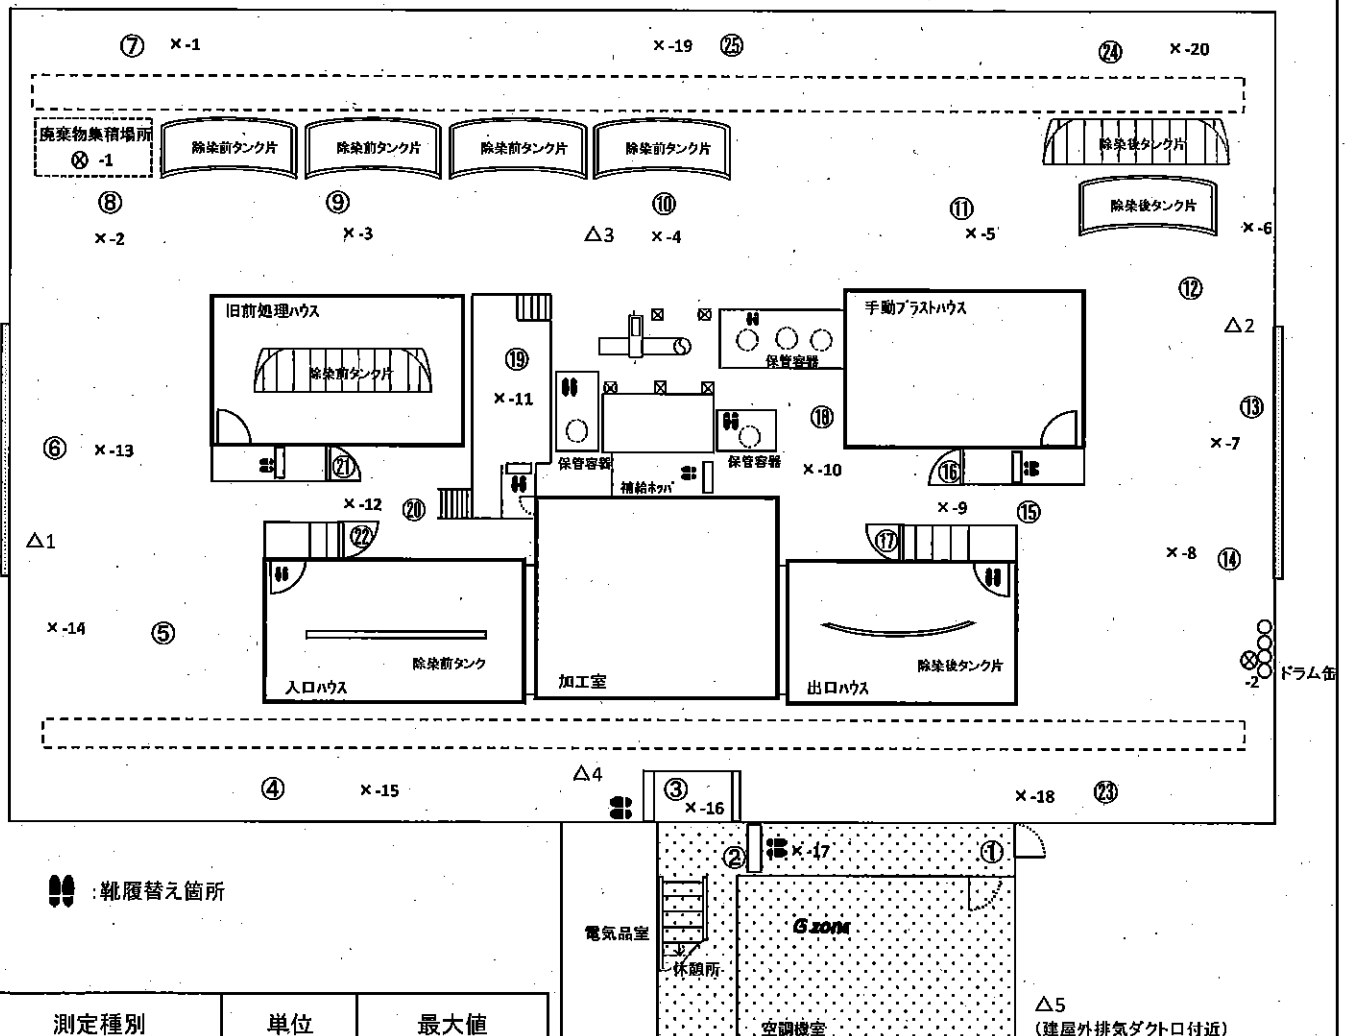 ⑦ ×-1 ×-19 ㉕ ㉔ ×-20
廃棄物集積場所
⊗ -1
除染前タンク片 除染前タンク片 除染前タンク片 除染前タンク片
除染後タンク片
除染後タンク片
⑧ ⑨ ⑩ ⑪
×-2 ×-3 △3 ×-4 ×-5 ×-6
⑫
△2
旧前処理ハウス
除染前タンク片
⑲
×-11
保管容器
手動ブラストハウス
⑬
×-7
⑱
⑥ ×-13
㉑
保管容器
保管容器
補給ホッパ
×-10
⑯
×-12 ⑳
×-9 ⑮
△1
㉒
⑰
×-8 ⑭
×-14 ⑤
除染前タンク
入口ハウス
加工室
除染後タンク片
出口ハウス
⊗
-2
ドラム缶
④ ×-15 △4 ③ ×-16 ×-18 ㉓
② ×-17 ①
:靴履替え箇所
電気品室
G zone
休憩所
空調機室
△5
(建屋外排気ダクト口付近)
測定種別 単位 最大値